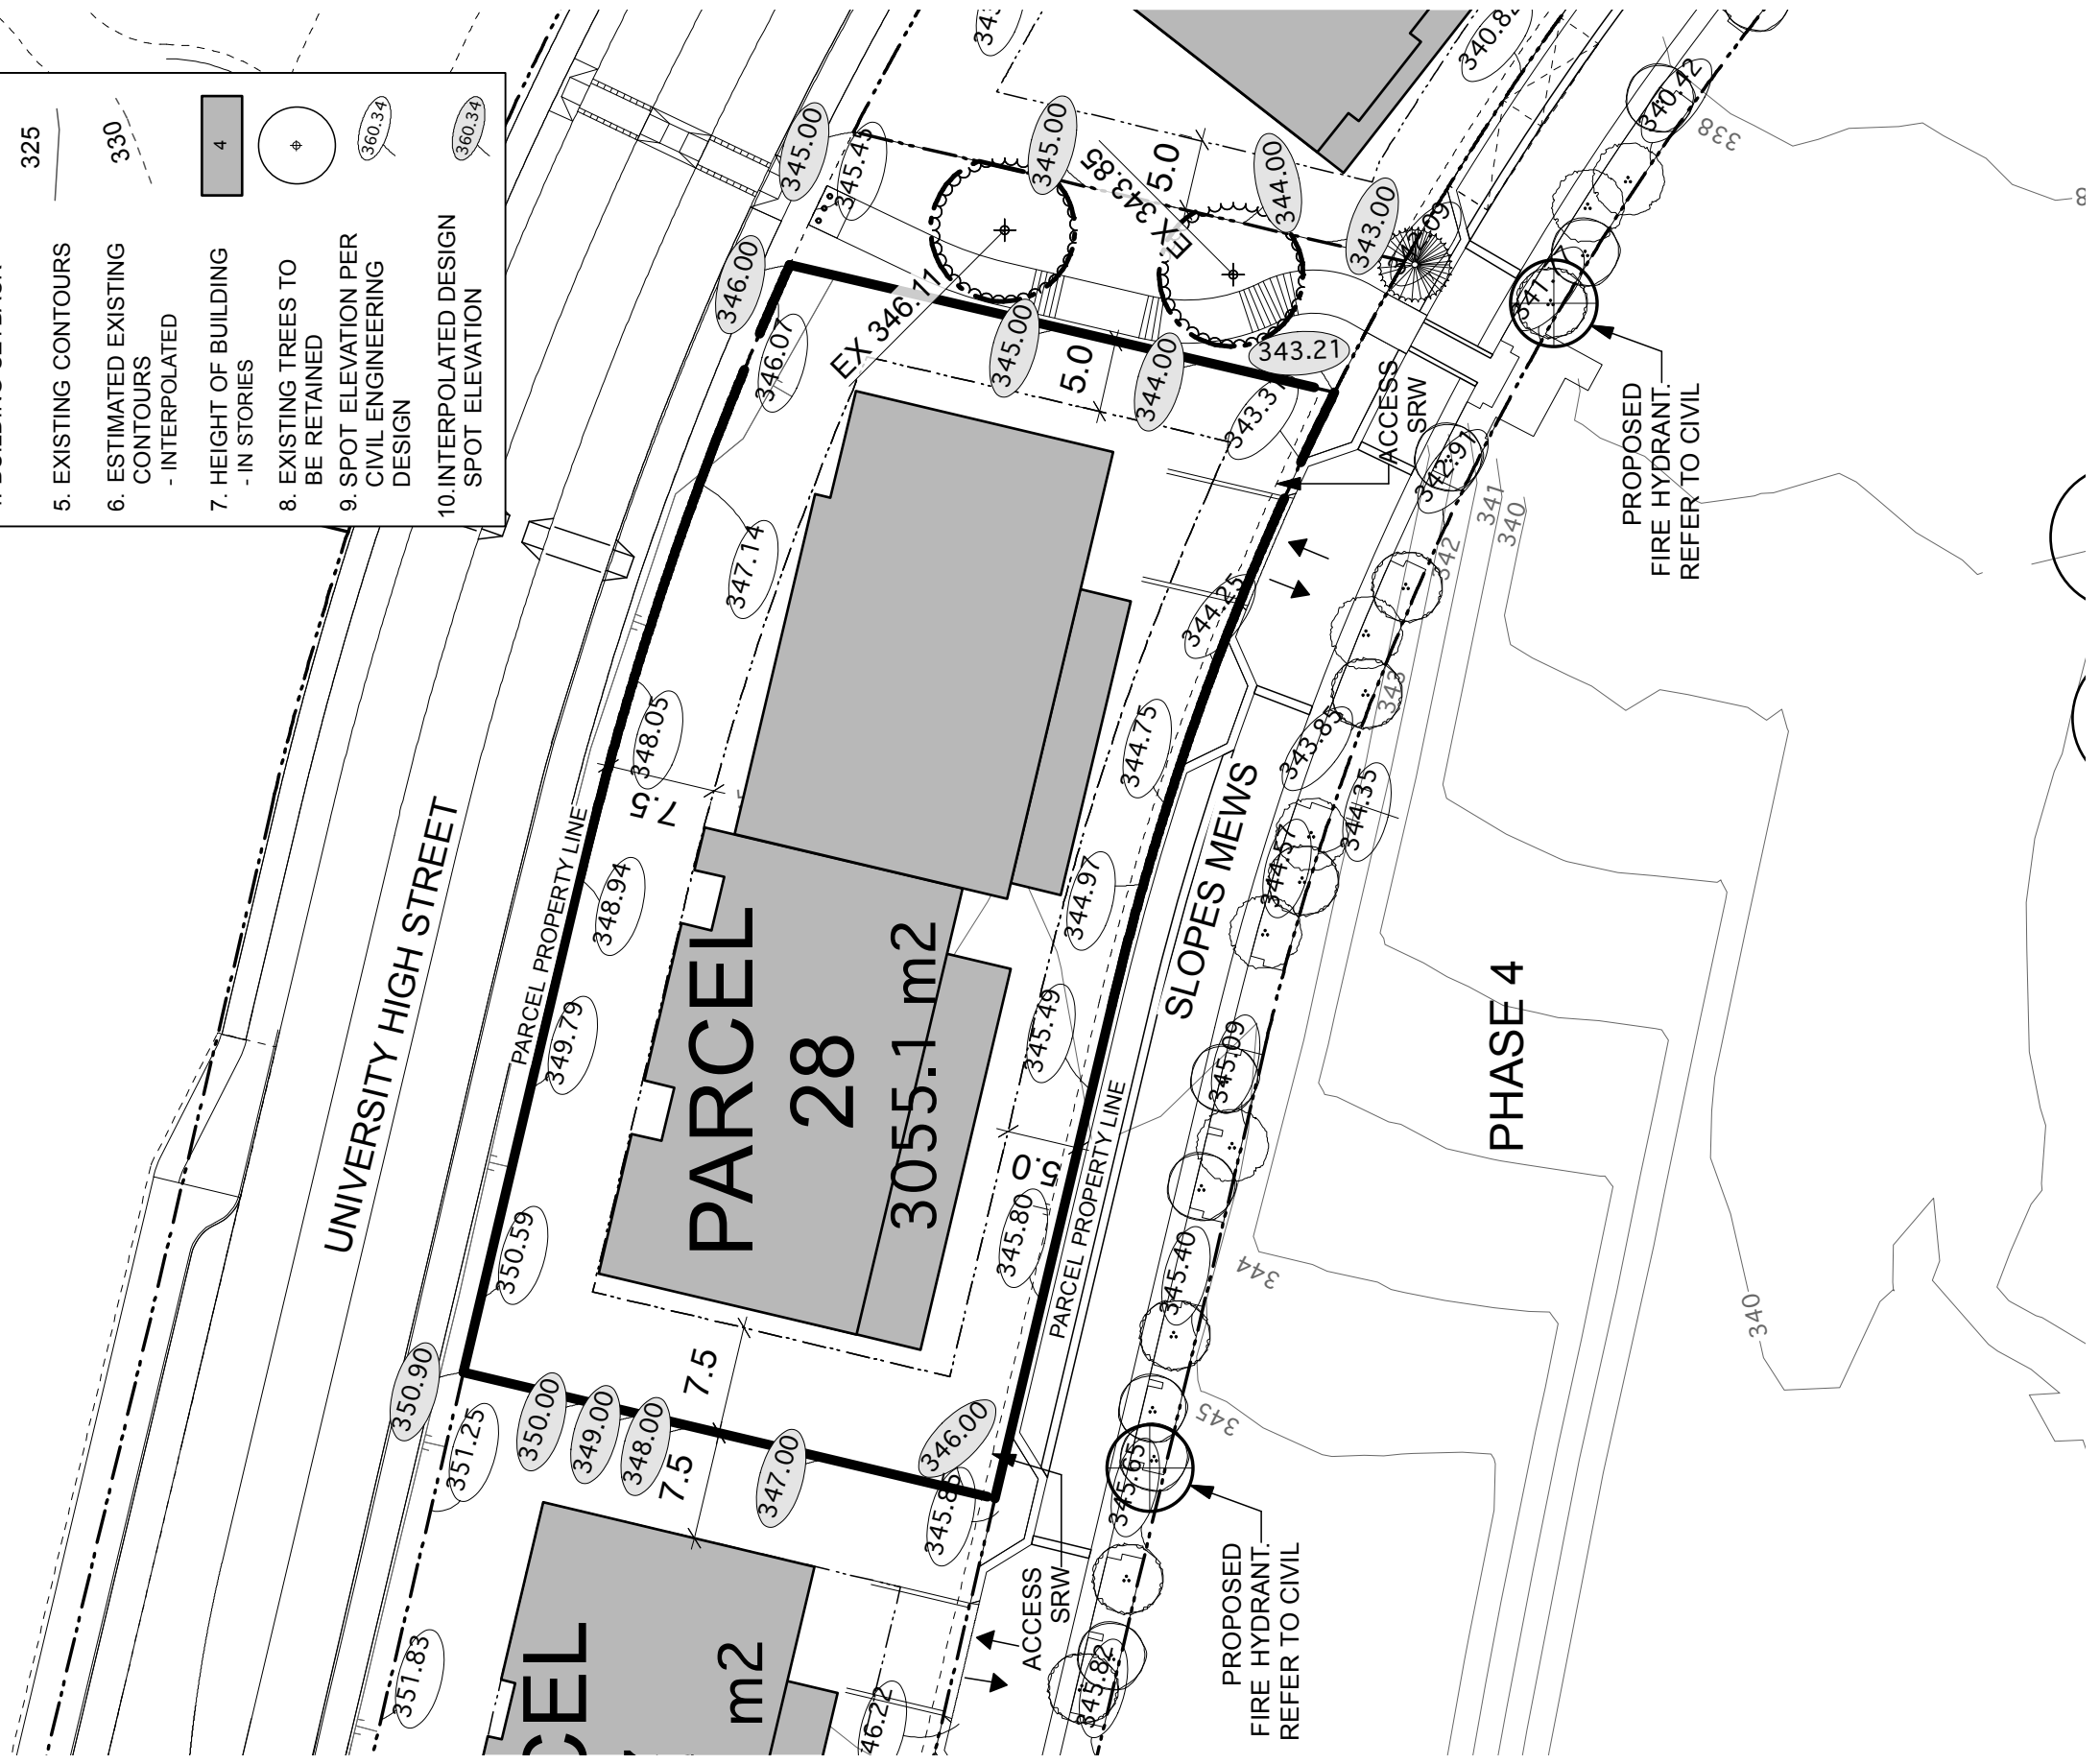 325
5. EXISTING CONTOURS
330
6. ESTIMATED EXISTING
CONTOURS
- INTERPOLATED
4
7. HEIGHT OF BUILDING
- IN STORIES
8. EXISTING TREES TO
BE RETAINED
360.34
9. SPOT ELEVATION PER
CIVIL ENGINEERING
DESIGN
360.34
10.INTERPOLATED DESIGN
SPOT ELEVATION
UNIVERSITY HIGH STREET
PARCEL PROPERTY LINE
PARCEL
28
3055.1 m2
PARCEL PROPERTY LINE
SLOPES MEWS
PHASE 4
345.00
345.45
346.00
346.07
EX 346.11
345.00
EX 343.85
5.0
344.00
343.00
345.00
5.0
344.00
343.21
340.42
338
342.91
341
340
342
343
347.14
348.05
7.5
348.94
349.79
350.59
350.90
351.25
350.00
349.00
348.00
347.00
346.00
7.5
7.5
351.83
344.25
344.75
344.97
345.49
345.80
5.0
343.85
344.35
344.57
345.09
345.40
345.65
345.82
344
345
340
ACCESS
SRW
PROPOSED
FIRE HYDRANT.
REFER TO CIVIL
ACCESS
SRW
PROPOSED
FIRE HYDRANT.
REFER TO CIVIL
m2